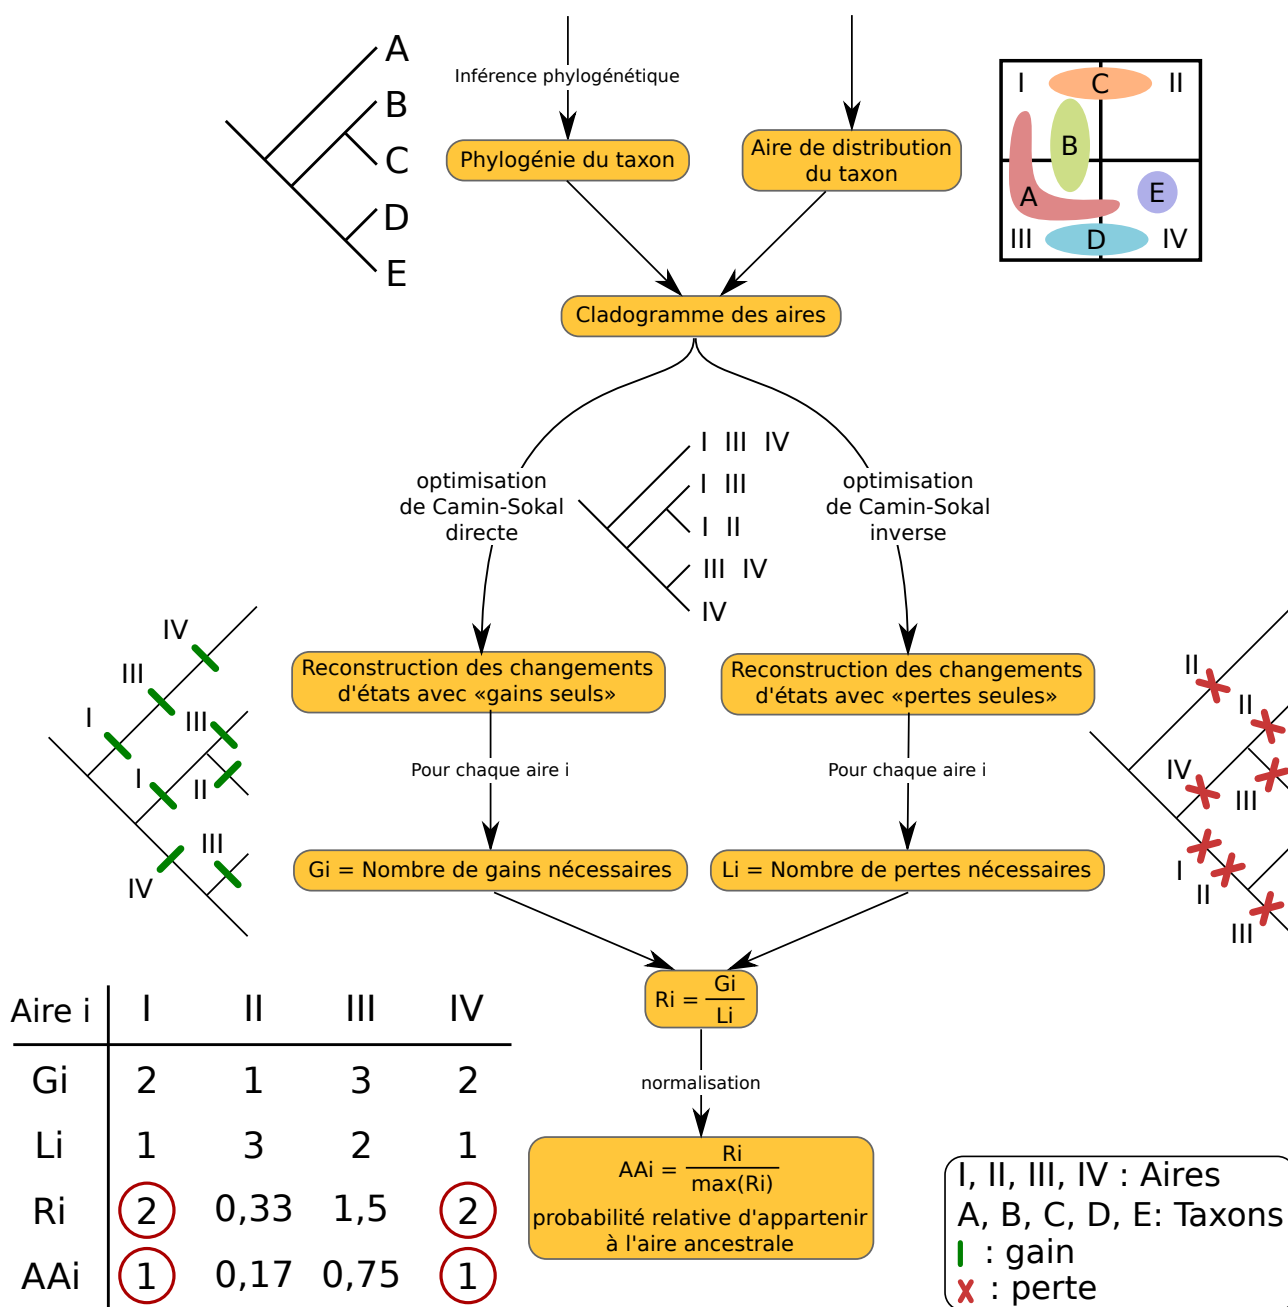 A
B
C
D
E
Inférence phylogénétique
Phylogénie du taxon
Aire de distribution
du taxon
I
C
II
B
A
E
III
D
IV
Cladogramme des aires
optimisation
de Camin-Sokal
directe
I III IV
I III
I II
III IV
IV
optimisation
de Camin-Sokal
inverse
IV
III
I
III
I
II
III
IV
Reconstruction des changements
d'états avec «gains seuls»
Reconstruction des changements
d'états avec «pertes seules»
II
II
IV
III
I
II
III
Pour chaque aire i
Pour chaque aire i
Gi = Nombre de gains nécessaires
Li = Nombre de pertes nécessaires
Ri = Gi
Li
normalisation
AAi = Ri
max(Ri)
probabilité relative d'appartenir
à l'aire ancestrale
Aire i I II III IV
Gi 2 1 3 2
Li 1 3 2 1
Ri 2 0,33 1,5 2
AAi 1 0,17 0,75 1
I, II, III, IV : Aires
A, B, C, D, E: Taxons
: gain
: perte